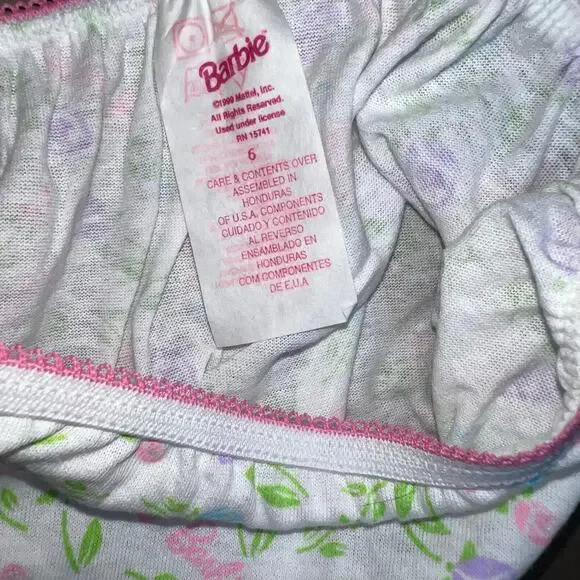 Barbie
©1999 Mattel, Inc.
All Rights Reserved.
Used under license
RN 15741
6
CARE & CONTENTS OVER
ASSEMBLED IN
HONDURAS
OF U.S.A. COMPONENTS
CUIDADO Y CONTENIDO
AL REVERSO
ENSAMBLADO EN
HONDURAS
COM COMPONENTES
DE E.U.A